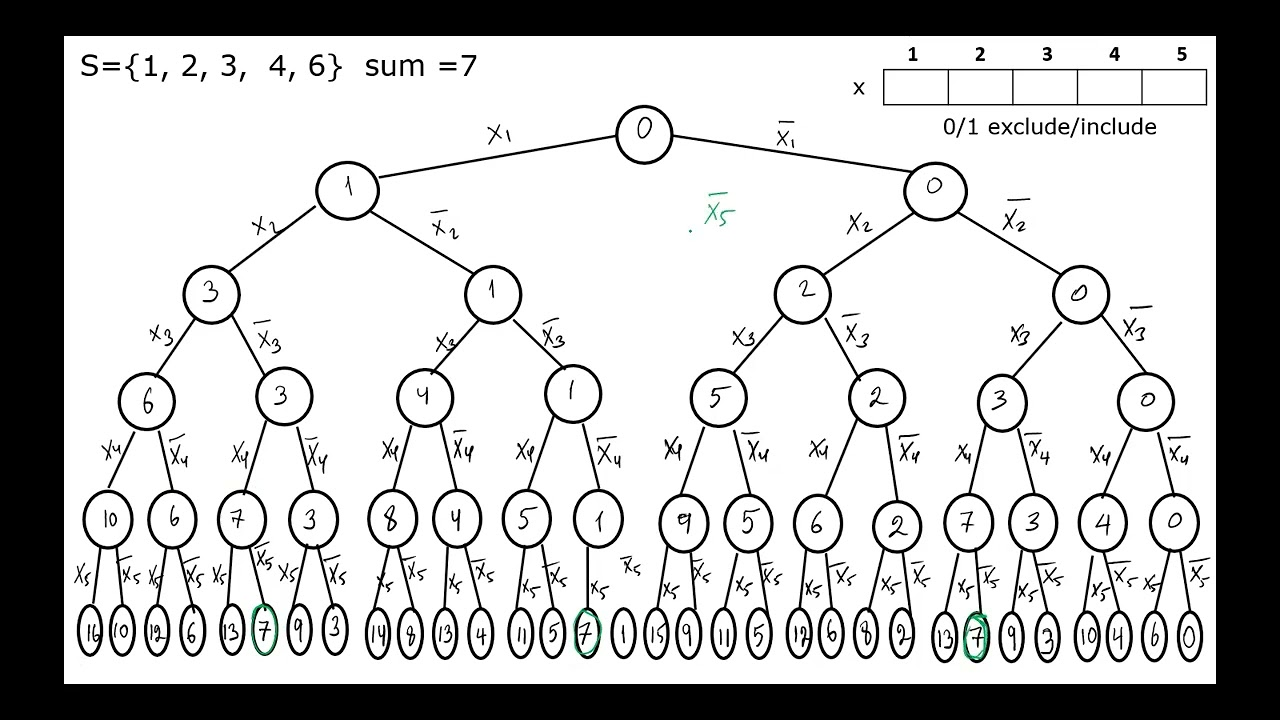 S={1, 2, 3, 4, 6} sum =7
1 2 3 4 5
x
0/1 exclude/include
0
x₁ x̄₁
1 0
x̄₅
x₂ x̄₂ x₂ x̄₂
3 1 2 0
x₃ x̄₃ x₃ x̄₃ x₃ x̄₃ x₃ x̄₃
6 3 4 1 5 2 3 0
x₄ x̄₄ x₄ x̄₄ x₄ x̄₄ x₄ x̄₄ x₄ x̄₄ x₄ x̄₄ x₄ x̄₄ x₄ x̄₄
10 6 7 3 8 4 5 1 9 5 6 2 7 3 4 0
x₅ x̄₅ x₅ x̄₅ x₅ x̄₅ x₅ x̄₅ x₅ x̄₅ x₅ x̄₅ x₅ x̄₅ x₅ x̄₅ x₅ x̄₅ x₅ x̄₅ x₅ x̄₅ x₅ x̄₅ x₅ x̄₅ x₅ x̄₅ x₅ x̄₅ x₅ x̄₅
16 10 12 6 13 7 9 3 14 8 13 4 11 5 7 1 15 9 11 5 12 6 8 2 13 7 9 3 10 4 6 0